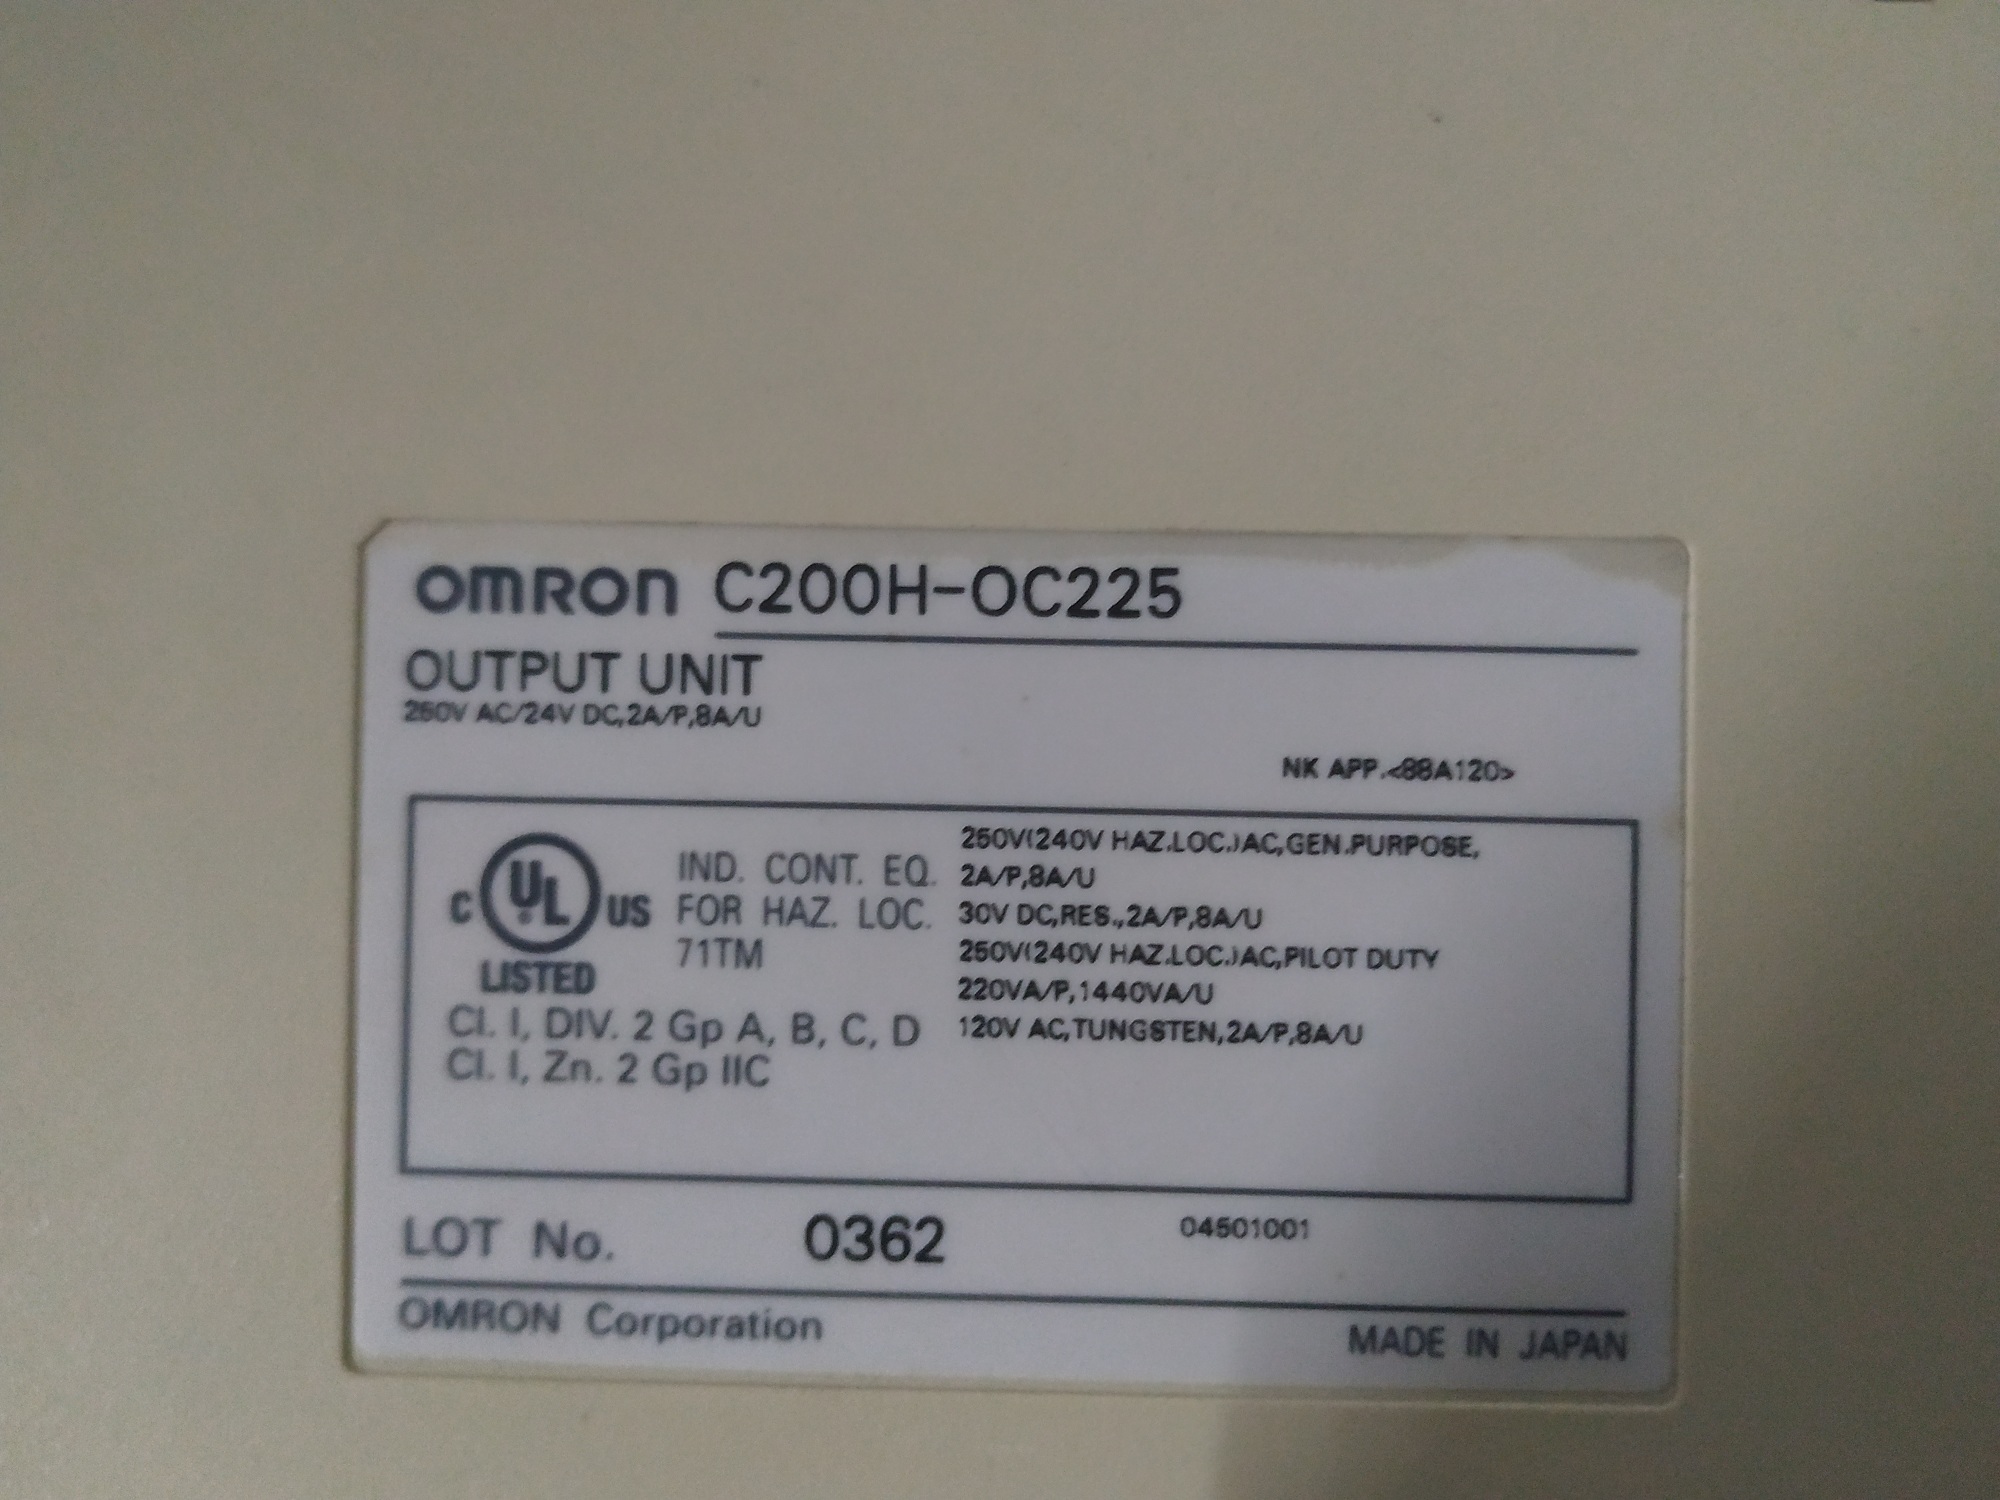 OMRON C200H-OC225
OUTPUT UNIT
250V AC/24V DC,2A/P,8A/U
NK APP.<88A120>
C UL US
LISTED
IND. CONT. EQ.
FOR HAZ. LOC.
71TM
Cl. I, DIV. 2 Gp A, B, C, D
Cl. I, Zn. 2 Gp IIC
250V(240V HAZ.LOC.)AC,GEN.PURPOSE,
2A/P,8A/U
30V DC,RES.,2A/P,8A/U
250V(240V HAZ.LOC.)AC,PILOT DUTY
220VA/P,1440VA/U
120V AC,TUNGSTEN,2A/P,8A/U
LOT No. 0362 04501001
OMRON Corporation
MADE IN JAPAN